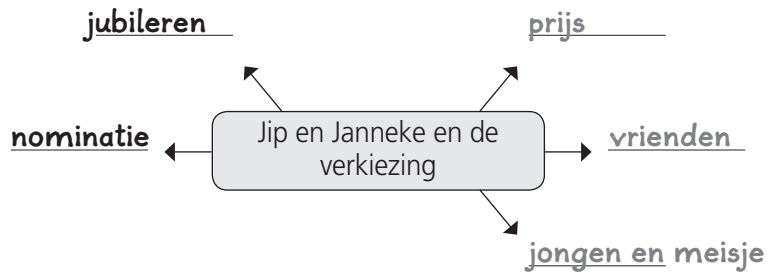 jubileren
prijs
nominatie
Jip en Janneke en de
verkiezing
vrienden
jongen en meisje